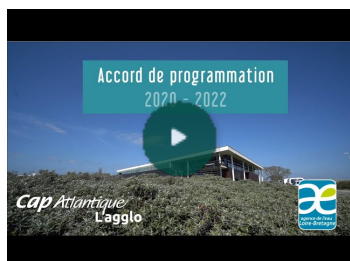 Accord de programmation
2020 - 2022
Cap Atlantique
L'agglo
agence de l'eau
Loire-Bretagne